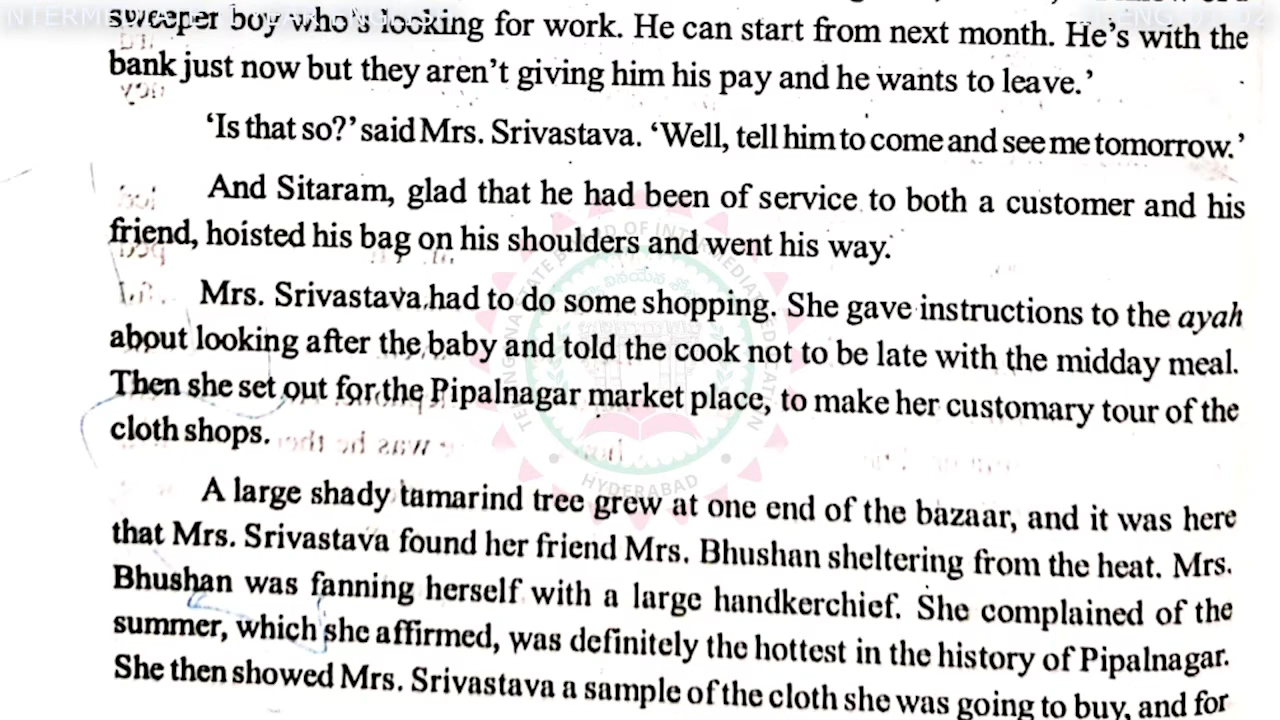 sweeper boy who's looking for work. He can start from next month. He's with the
bank just now but they aren't giving him his pay and he wants to leave.'
'Is that so?' said Mrs. Srivastava. 'Well, tell him to come and see me tomorrow.'
And Sitaram, glad that he had been of service to both a customer and his
friend, hoisted his bag on his shoulders and went his way.
Mrs. Srivastava had to do some shopping. She gave instructions to the ayah
about looking after the baby and told the cook not to be late with the midday meal.
Then she set out for the Pipalnagar market place, to make her customary tour of the
cloth shops.
A large shady tamarind tree grew at one end of the bazaar, and it was here
that Mrs. Srivastava found her friend Mrs. Bhushan sheltering from the heat. Mrs.
Bhushan was fanning herself with a large handkerchief. She complained of the
summer, which she affirmed, was definitely the hottest in the history of Pipalnagar.
She then showed Mrs. Srivastava a sample of the cloth she was going to buy, and for
HYDERABAD